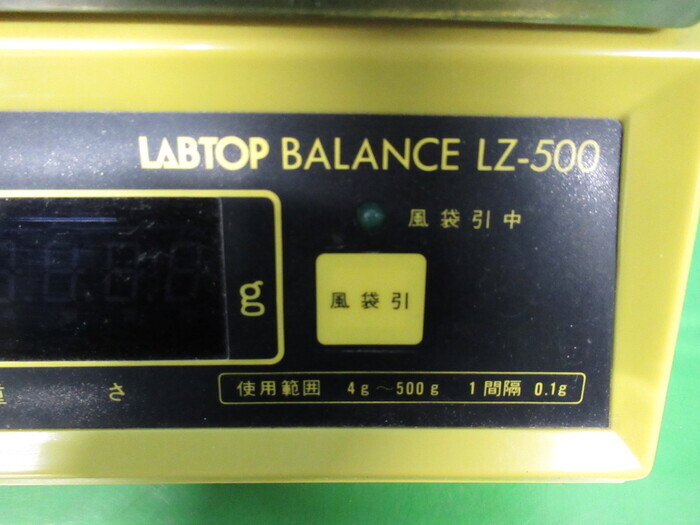 LABTOP BALANCE LZ-500
風袋引中
g
風袋引
重 さ
使用範囲 4g〜500g 1間隔 0.1g